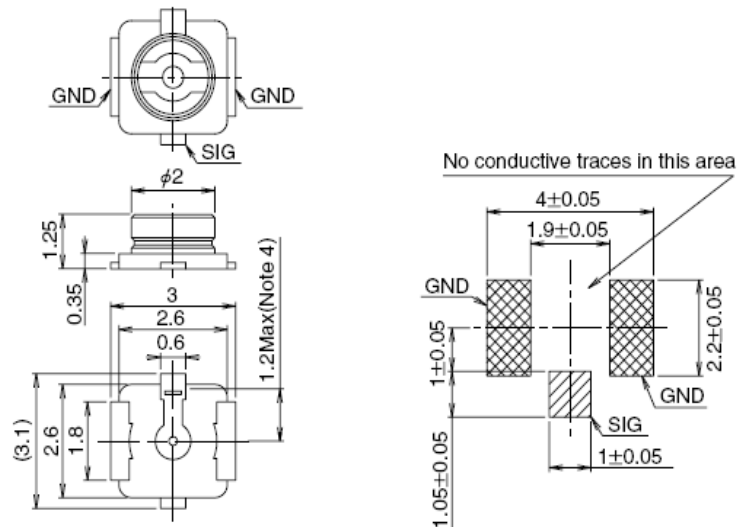 GND
GND
SIG
ϕ2
1.25
0.35
3
2.6
0.6
1.2Max(Note 4)
(3.1)
2.6
1.8
No conductive traces in this area
4±0.05
1.9±0.05
GND
2.2±0.05
1±0.05
GND
SIG
1.05±0.05
1±0.05